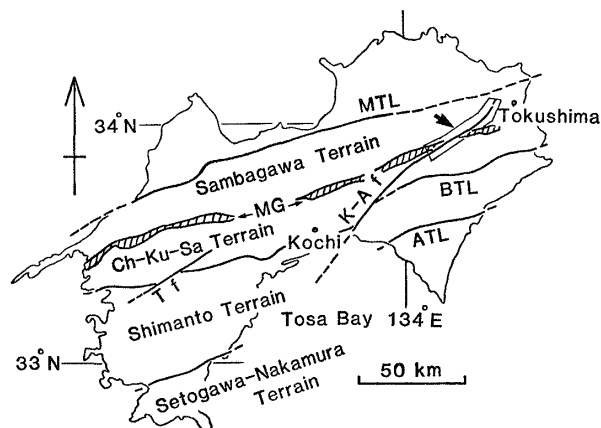 MTL
34°N
Tokushima
Sambagawa Terrain
MG
K-A f
BTL
Ch-Ku-Sa Terrain
Kochi
ATL
T f
Shimanto Terrain
Tosa Bay
134°E
33°N
Setogawa-Nakamura
Terrain
50 km